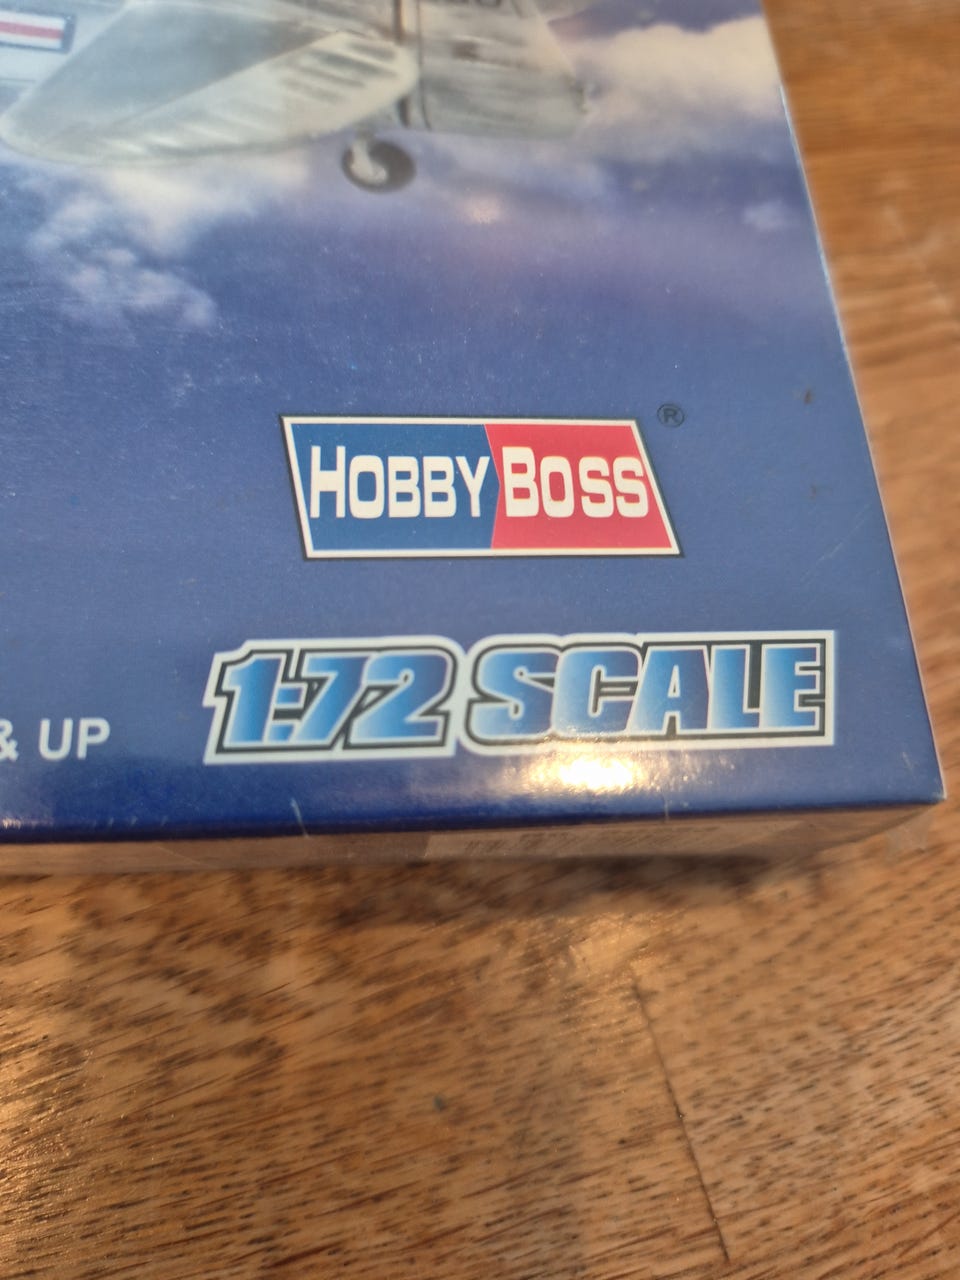 HOBBY BOSS ®
& UP
1:72 SCALE